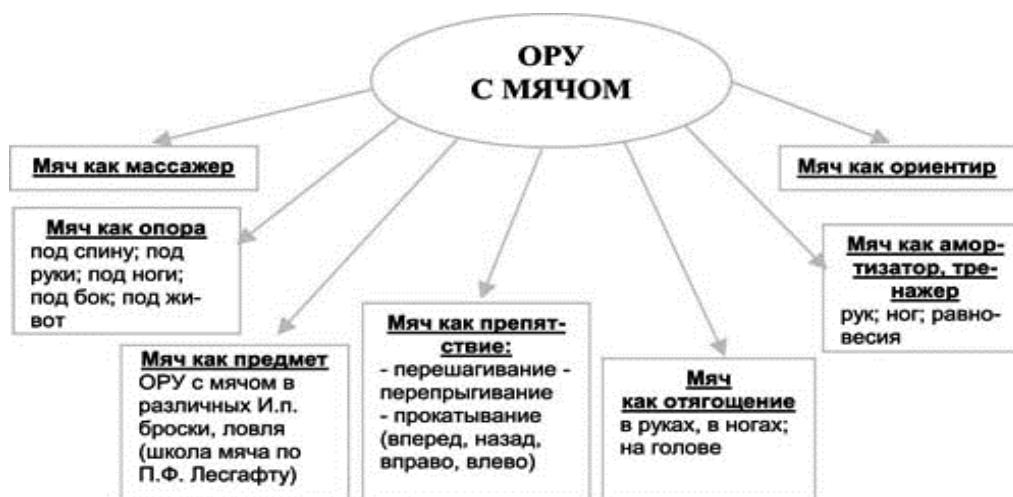 ОРУ
С МЯЧОМ
Мяч как массажер
Мяч как ориентир
Мяч как опора
под спину; под
руки; под ноги;
под бок; под жи-
вот
Мяч как амор-
тизатор, тре-
нажер
рук; ног; равно-
весия
Мяч как предмет
ОРУ с мячом в
различных И.п.
броски, ловля
(школа мяча по
П.Ф. Лесгафту)
Мяч как препят-
ствие:
- перешагивание -
перепрыгивание
- прокатывание
(вперед, назад,
вправо, влево)
Мяч
как отягощение
в руках, в ногах;
на голове